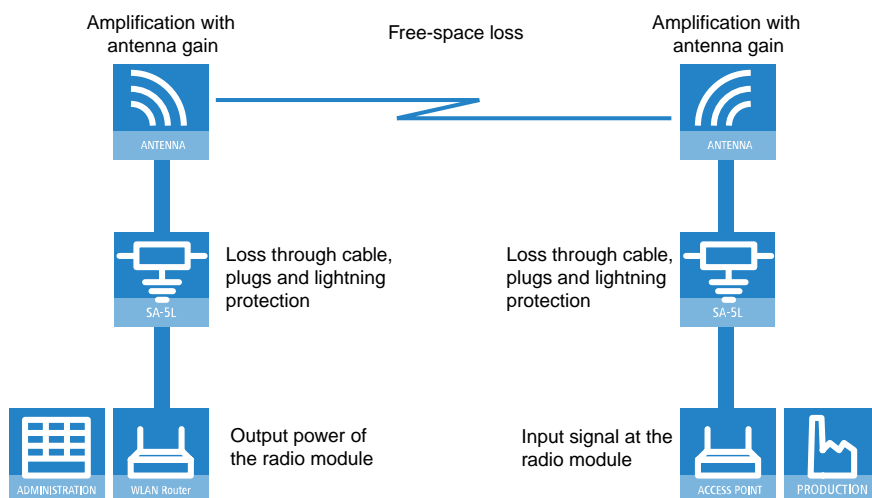 Amplification with
antenna gain
Free-space loss
Amplification with
antenna gain
ANTENNA
ANTENNA
Loss through cable,
plugs and lightning
protection
Loss through cable,
plugs and lightning
protection
SA-5L
SA-5L
Output power of
the radio module
Input signal at the
radio module
ADMINISTRATION
WLAN Router
ACCESS POINT
PRODUCTION